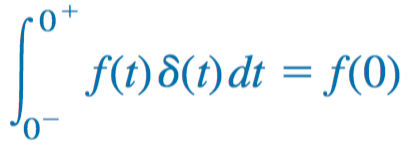 ∫₀₋⁰⁺ f(t) δ(t) dt = f(0)